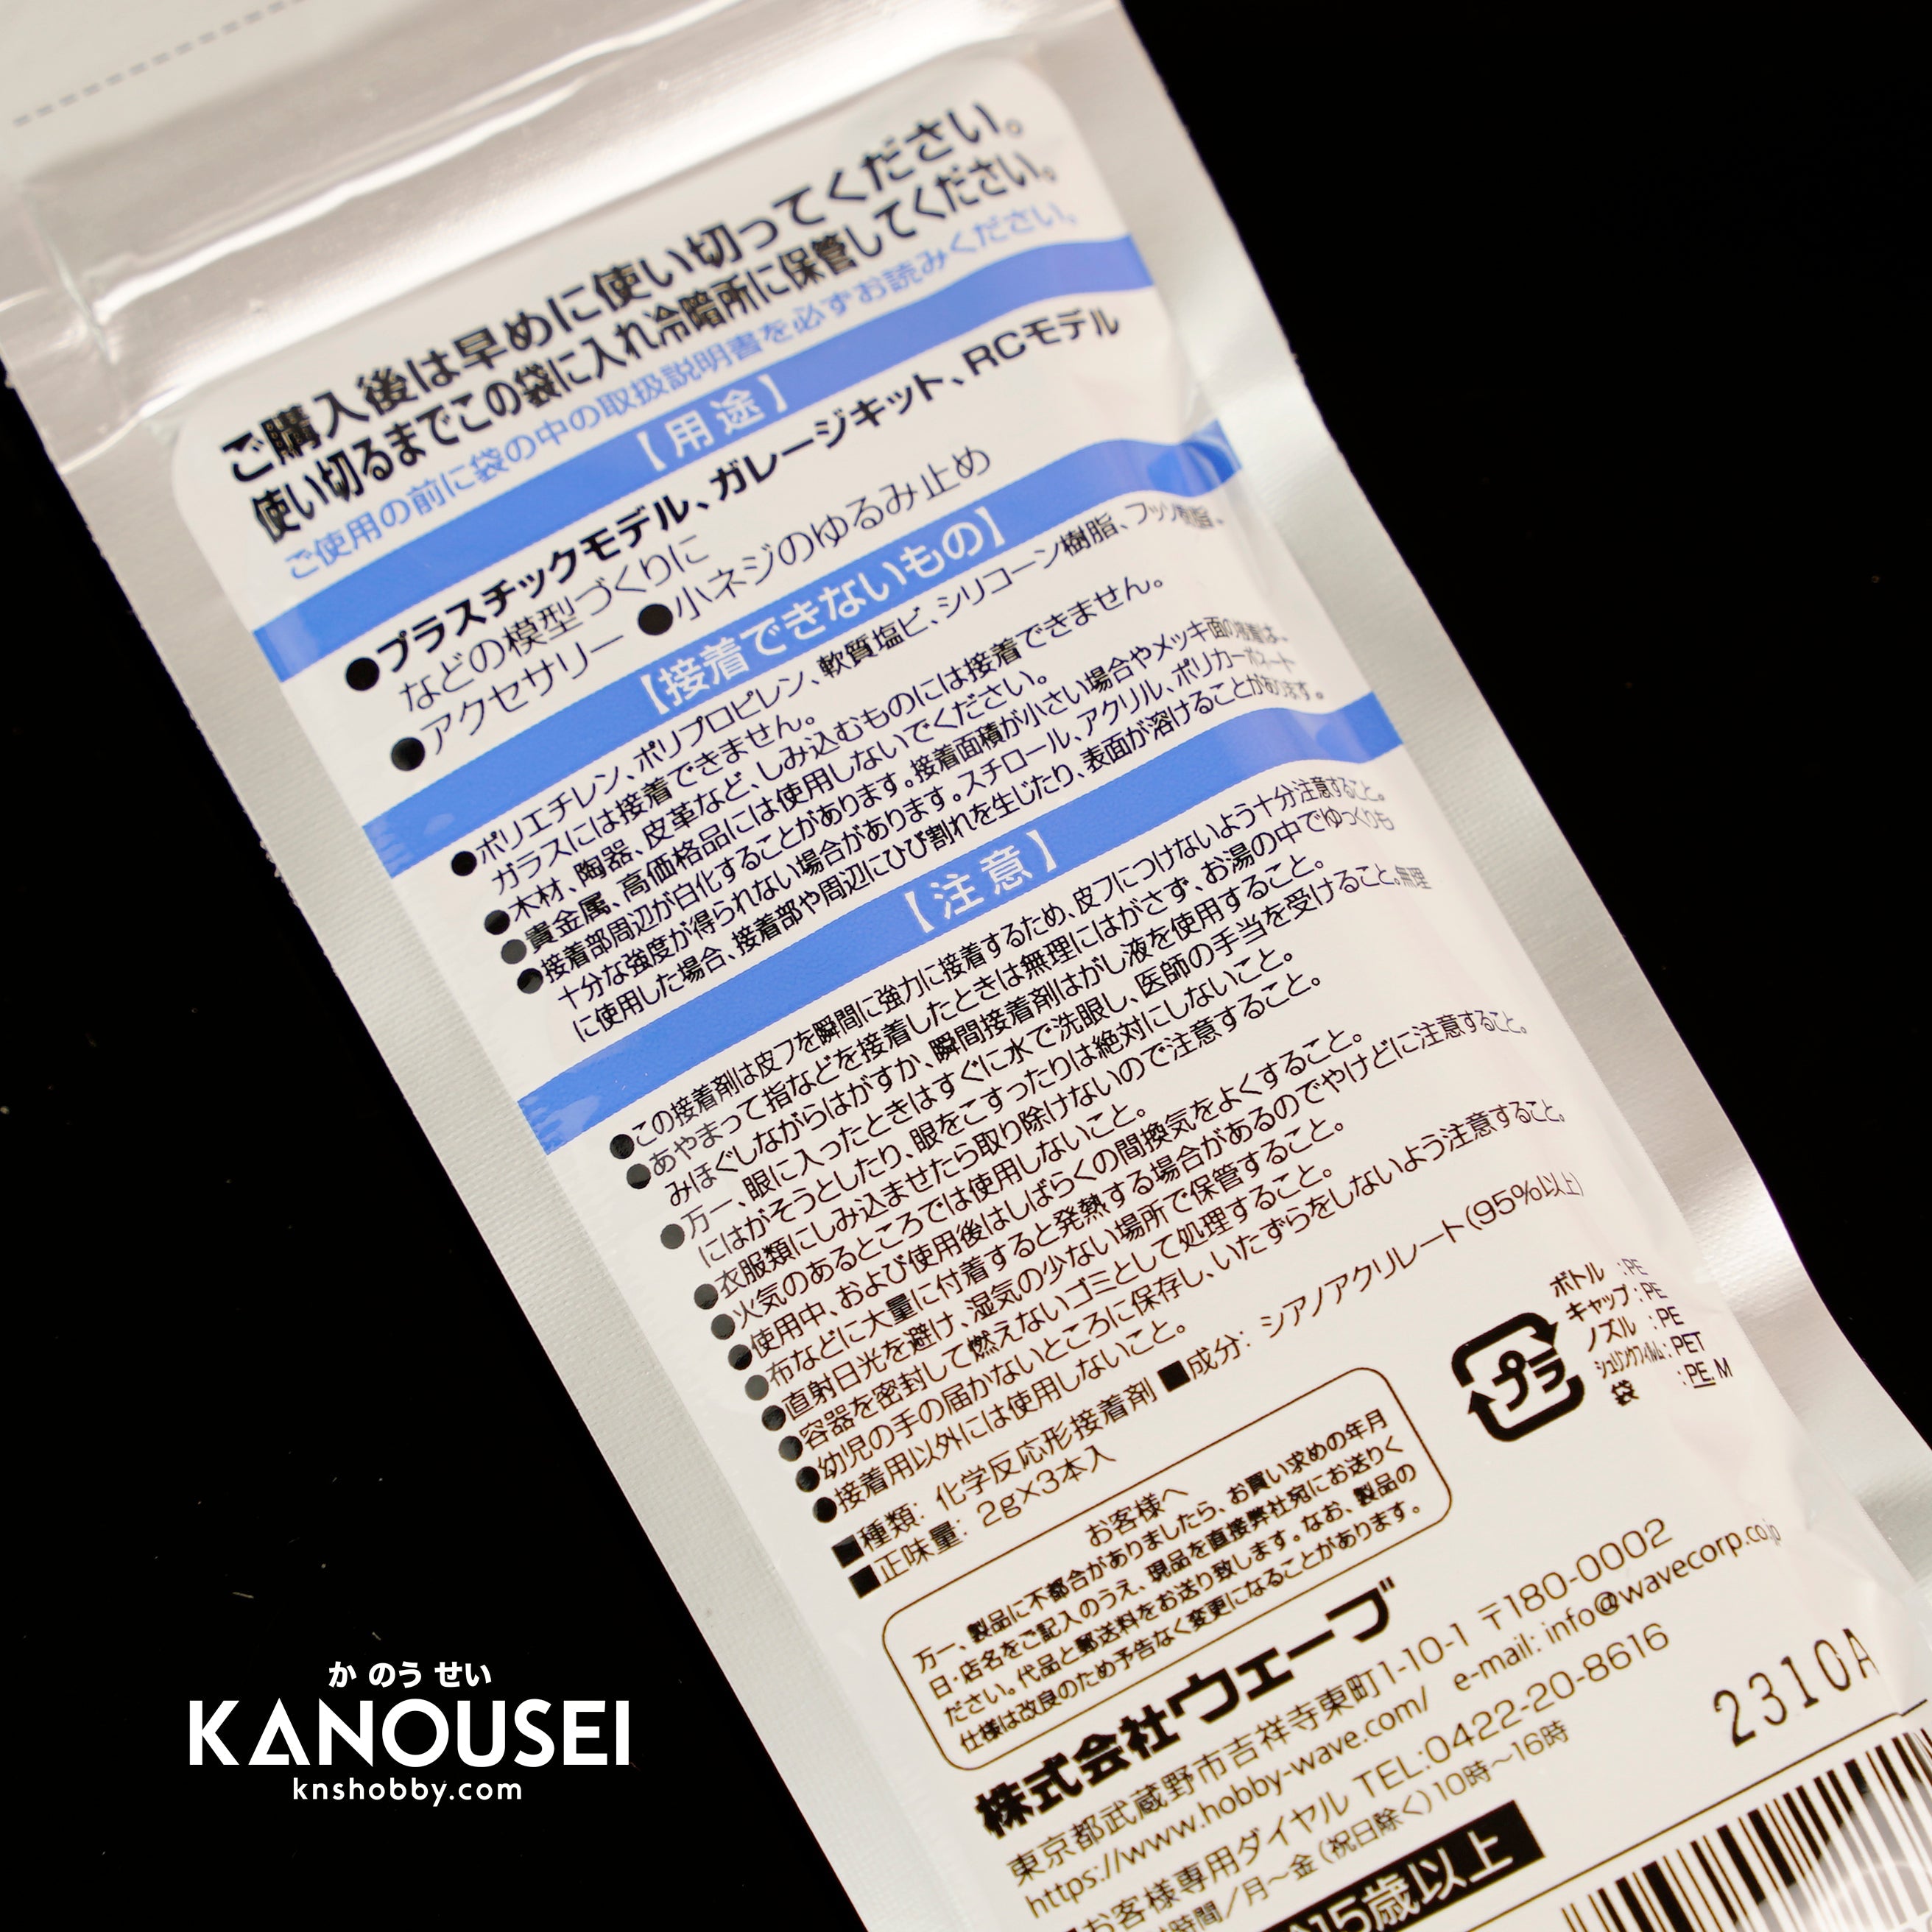 ご購入後は早めに使い切ってください。
使い切るまでこの袋に入れ冷暗所に保管してください。
ご使用の前に袋の中の取扱説明書を必ずお読みください。
【用途】
●プラスチックモデル、ガレージキット、RCモデル
などの模型づくりに
●アクセサリー ●小ネジのゆるみ止め
【接着できないもの】
●ポリエチレン、ポリプロピレン、軟質塩ビ、シリコーン樹脂、フッソ樹脂、
ガラスには接着できません。
●木材、陶器、皮革など、しみ込むものには接着できません。
●貴金属、高価格品には使用しないでください。
●接着部周辺が白化することがあります。接着面積が小さい場合やメッキ面の接着は、
十分な強度が得られない場合があります。スチロール、アクリル、ポリカーボネート
に使用した場合、接着部や周辺にひび割れを生じたり、表面が溶けることがあります。
【注意】
●この接着剤は皮フを瞬間に強力に接着するため、皮フにつけないよう十分注意すること。
●あやまって指などを接着したときは無理にはがさず、お湯の中でゆっくりも
みほぐしながらはがすか、瞬間接着剤はがし液を使用すること。
●万一、眼に入ったときはすぐに水で洗眼し、医師の手当を受けること。無理
にはがそうとしたり、眼をこすったりは絶対にしないこと。
●衣服類にしみ込ませたら取り除けないので注意すること。
●火気のあるところでは使用しないこと。
●使用中、および使用後はしばらくの間換気をよくすること。
●布などに大量に付着すると発熱する場合があるのでやけどに注意すること。
●直射日光を避け、湿気の少ない場所で保管すること。
●容器を密封して燃えないゴミとして処理すること。
●幼児の手の届かないところに保存し、いたずらをしないよう注意すること。
●接着用以外には使用しないこと。
■種類: 化学反応形接着剤 ■成分: シアノアクリレート(95%以上)
■正味量: 2g×3本入
プラ
ボトル :PE
キャップ:PE
ノズル :PE
シュリンクフィルム:PET
袋 :PE, M
お客様へ
万一、製品に不都合がありましたら、お買い求めの年月
日・店名をご記入のうえ、現品を直接弊社宛にお送りく
ださい。代品と郵送料をお送り致します。なお、製品の
仕様は改良のため予告なく変更になることがあります。
株式会社ウェーブ
東京都武蔵野市吉祥寺東町1-10-1 〒180-0002
https://www.hobby-wave.com/ e-mail: info@wavecorp.co.jp
お客様専用ダイヤル TEL:0422-20-8616
時間/月～金(祝日除く)10時～16時
15歳以上
2310A
か のう せい
KANOUSEI
knshobby.com